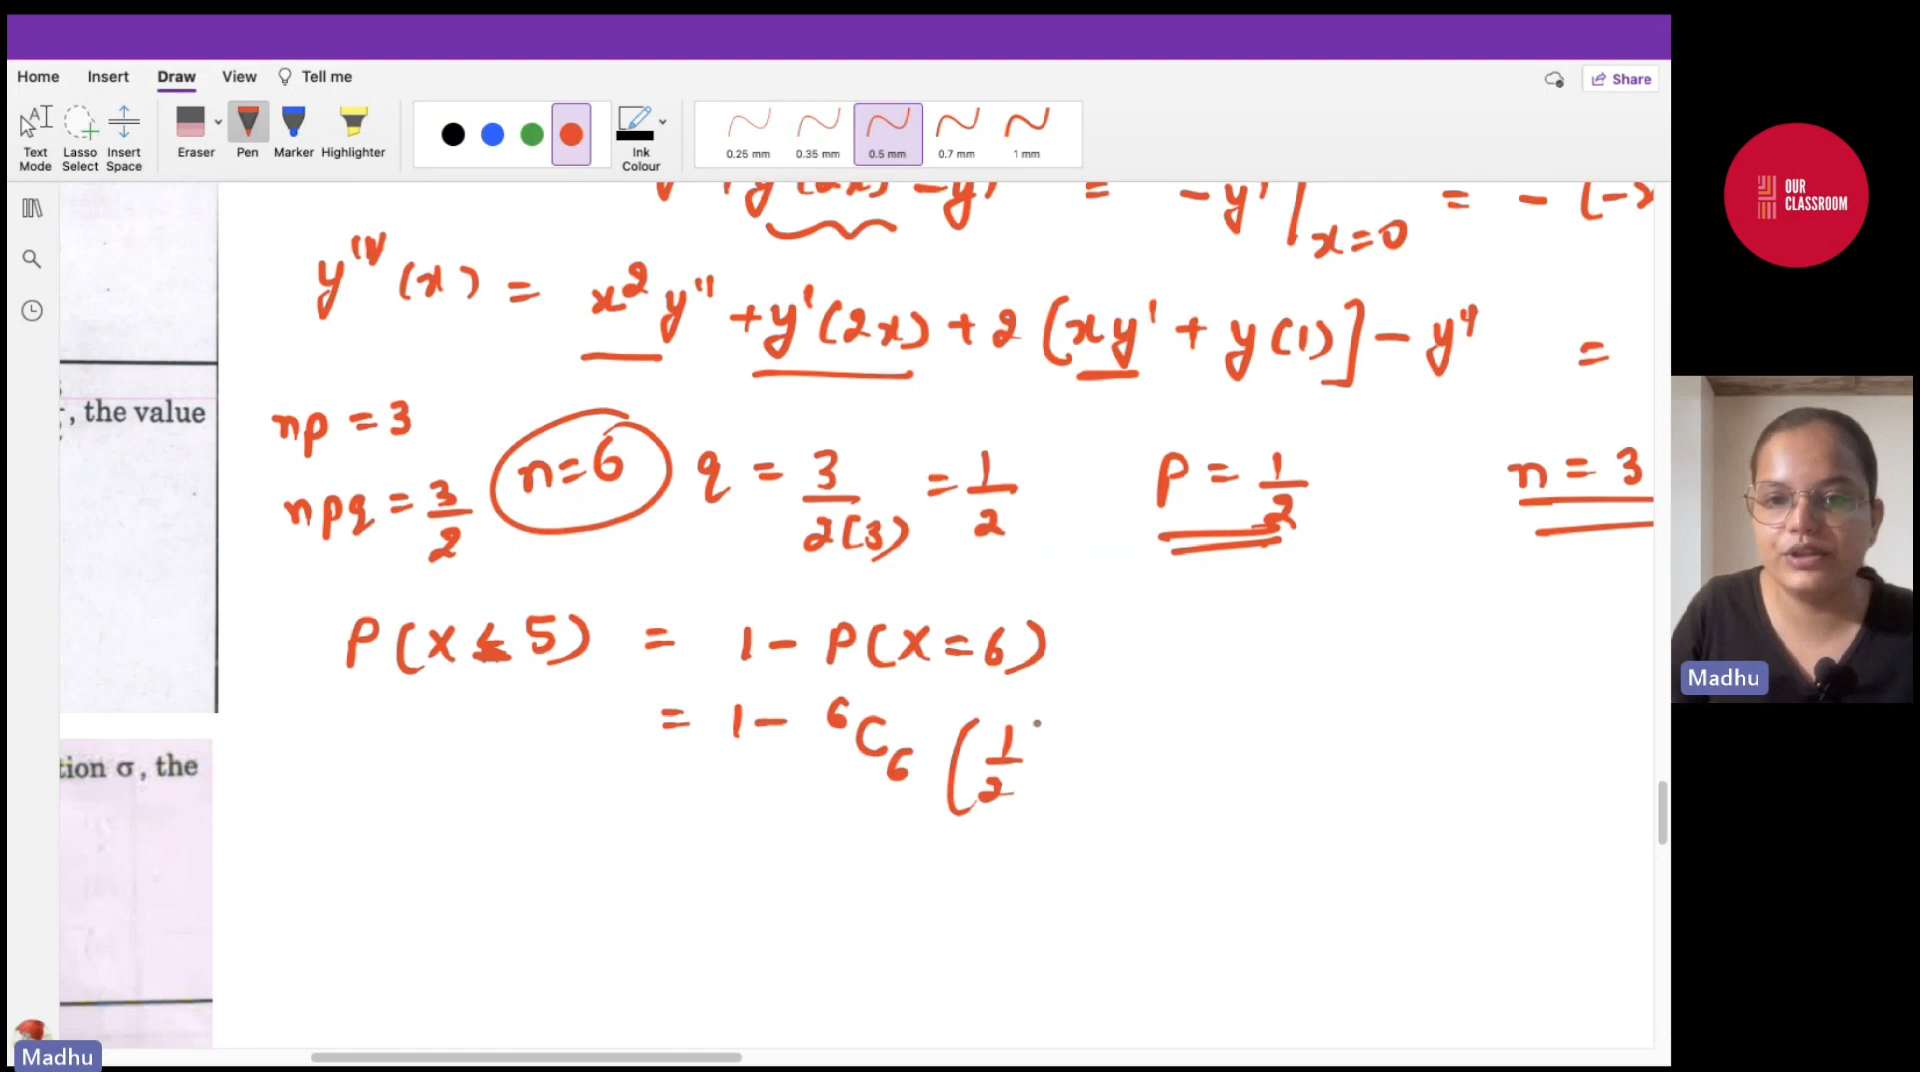 Home Insert Draw View Tell me
Share
Text Mode
Lasso Select
Insert Space
Eraser
Pen
Marker
Highlighter
Ink Colour
0.25 mm
0.35 mm
0.5 mm
0.7 mm
1 mm
OUR CLASSROOM
y(2x) - y' = -y' | x=0 = -(-
y'''(x) = x² y'' + y'(2x) + 2 [xy' + y(1)] - y'' =
, the value
np = 3
npq = 3/2
n=6
q = 3/2(3) = 1/2
P = 1/2
n = 3
P(X ≤ 5) = 1 - P(X = 6)
= 1 - ⁶C₆ (1/2
tion σ, the
Madhu
Madhu